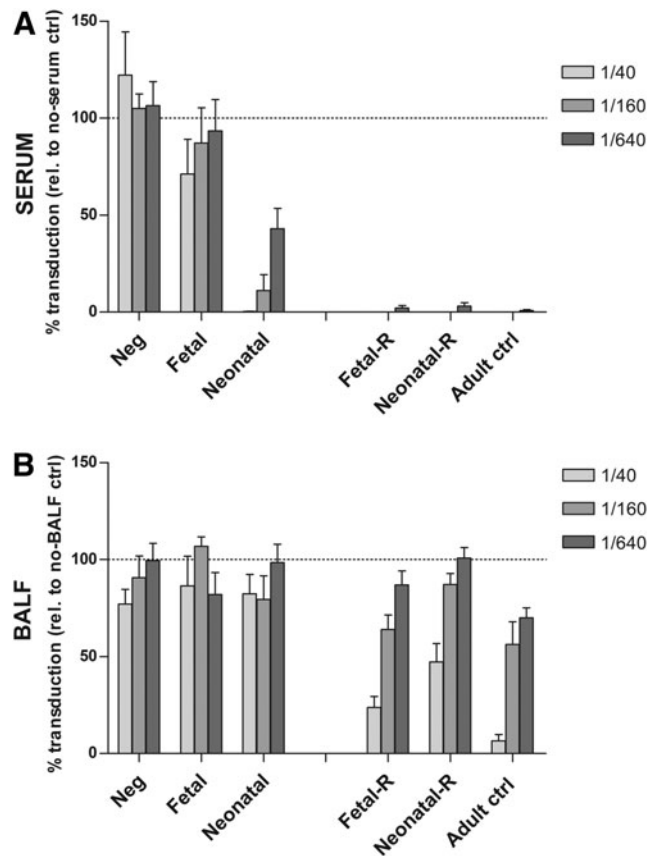 A
SERUM
% transduction (rel. to no-serum ctrl)
150
100
50
0
1/40
1/160
1/640
Neg
Fetal
Neonatal
Fetal-R
Neonatal-R
Adult ctrl
B
BALF
% transduction (rel. to no-BALF ctrl)
150
100
50
0
1/40
1/160
1/640
Neg
Fetal
Neonatal
Fetal-R
Neonatal-R
Adult ctrl